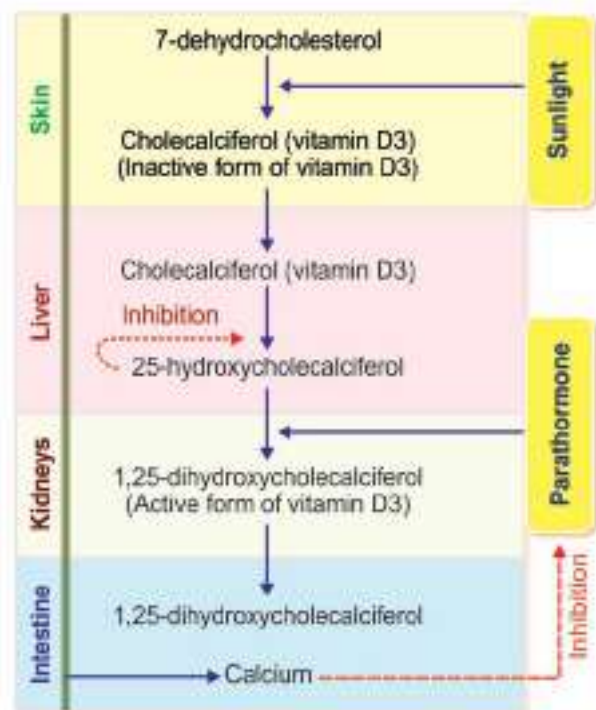 7-dehydrocholesterol
Skin
Sunlight
Cholecalciferol (vitamin D3)
(Inactive form of vitamin D3)
Cholecalciferol (vitamin D3)
Liver
Inhibition
25-hydroxycholecalciferol
Parathormone
Kidneys
1,25-dihydroxycholecalciferol
(Active form of vitamin D3)
Intestine
1,25-dihydroxycholecalciferol
Inhibition
Calcium